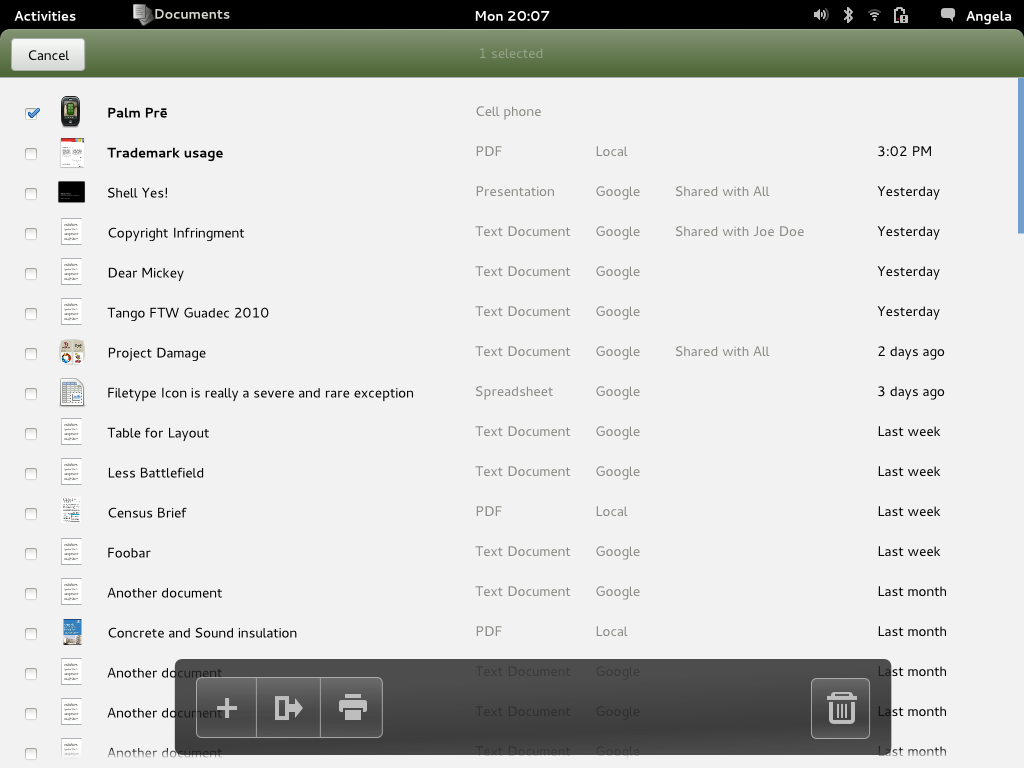 Activities Documents Mon 20:07 Angela
Cancel 1 selected
Palm Prē Cell phone
Trademark usage PDF Local 3:02 PM
Shell Yes! Presentation Google Shared with All Yesterday
Copyright Infringment Text Document Google Shared with Joe Doe Yesterday
Dear Mickey Text Document Google Yesterday
Tango FTW Guadec 2010 Text Document Google Yesterday
Project Damage Text Document Google Shared with All 2 days ago
Filetype Icon is really a severe and rare exception Spreadsheet Google 3 days ago
Table for Layout Text Document Google Last week
Less Battlefield Text Document Google Last week
Census Brief PDF Local Last week
Foobar Text Document Google Last week
Another document Text Document Google Last month
Concrete and Sound insulation PDF Local Last month
Another document Text Document Google Last month
Another document Text Document Google Last month
Another document Text Document Google Last month